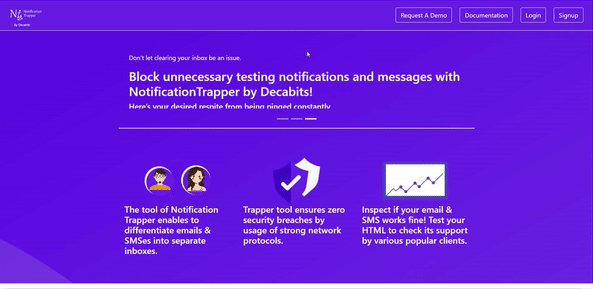 Notification
Trapper
by Decabits
Request A Demo
Documentation
Login
Signup
Don't let clearing your inbox be an issue.
Block unnecessary testing notifications and messages with
NotificationTrapper by Decabits!
Here's your desired respite from being pinged constantly
The tool of Notification
Trapper enables to
differentiate emails &
SMSes into separate
inboxes.
Trapper tool ensures zero
security breaches by
usage of strong network
protocols.
Inspect if your email &
SMS works fine! Test your
HTML to check its support
by various popular clients.